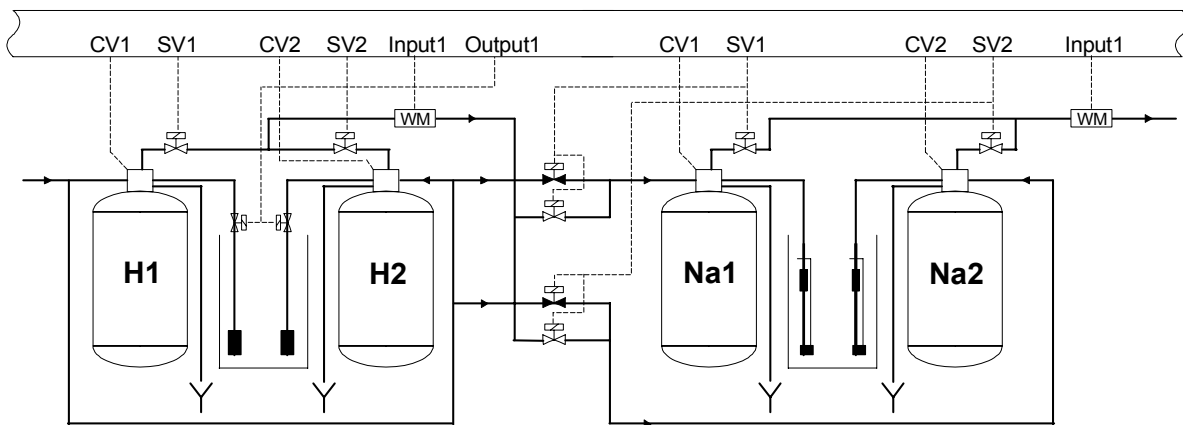 CV1 SV1 CV2 SV2 Input1 Output1 CV1 SV1 CV2 SV2 Input1
WM WM
H1 H2 Na1 Na2